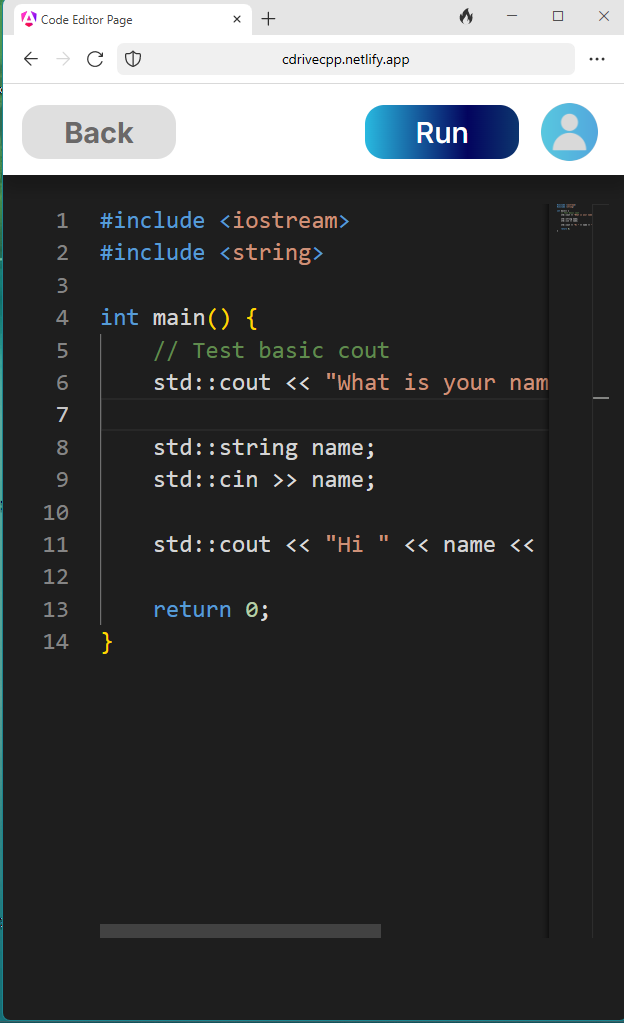 Code Editor Page
cdrivecpp.netlify.app
Back
Run
1 #include <iostream>
2 #include <string>
3
4 int main() {
5 // Test basic cout
6 std::cout << "What is your nam
7
8 std::string name;
9 std::cin >> name;
10
11 std::cout << "Hi " << name <<
12
13 return 0;
14 }